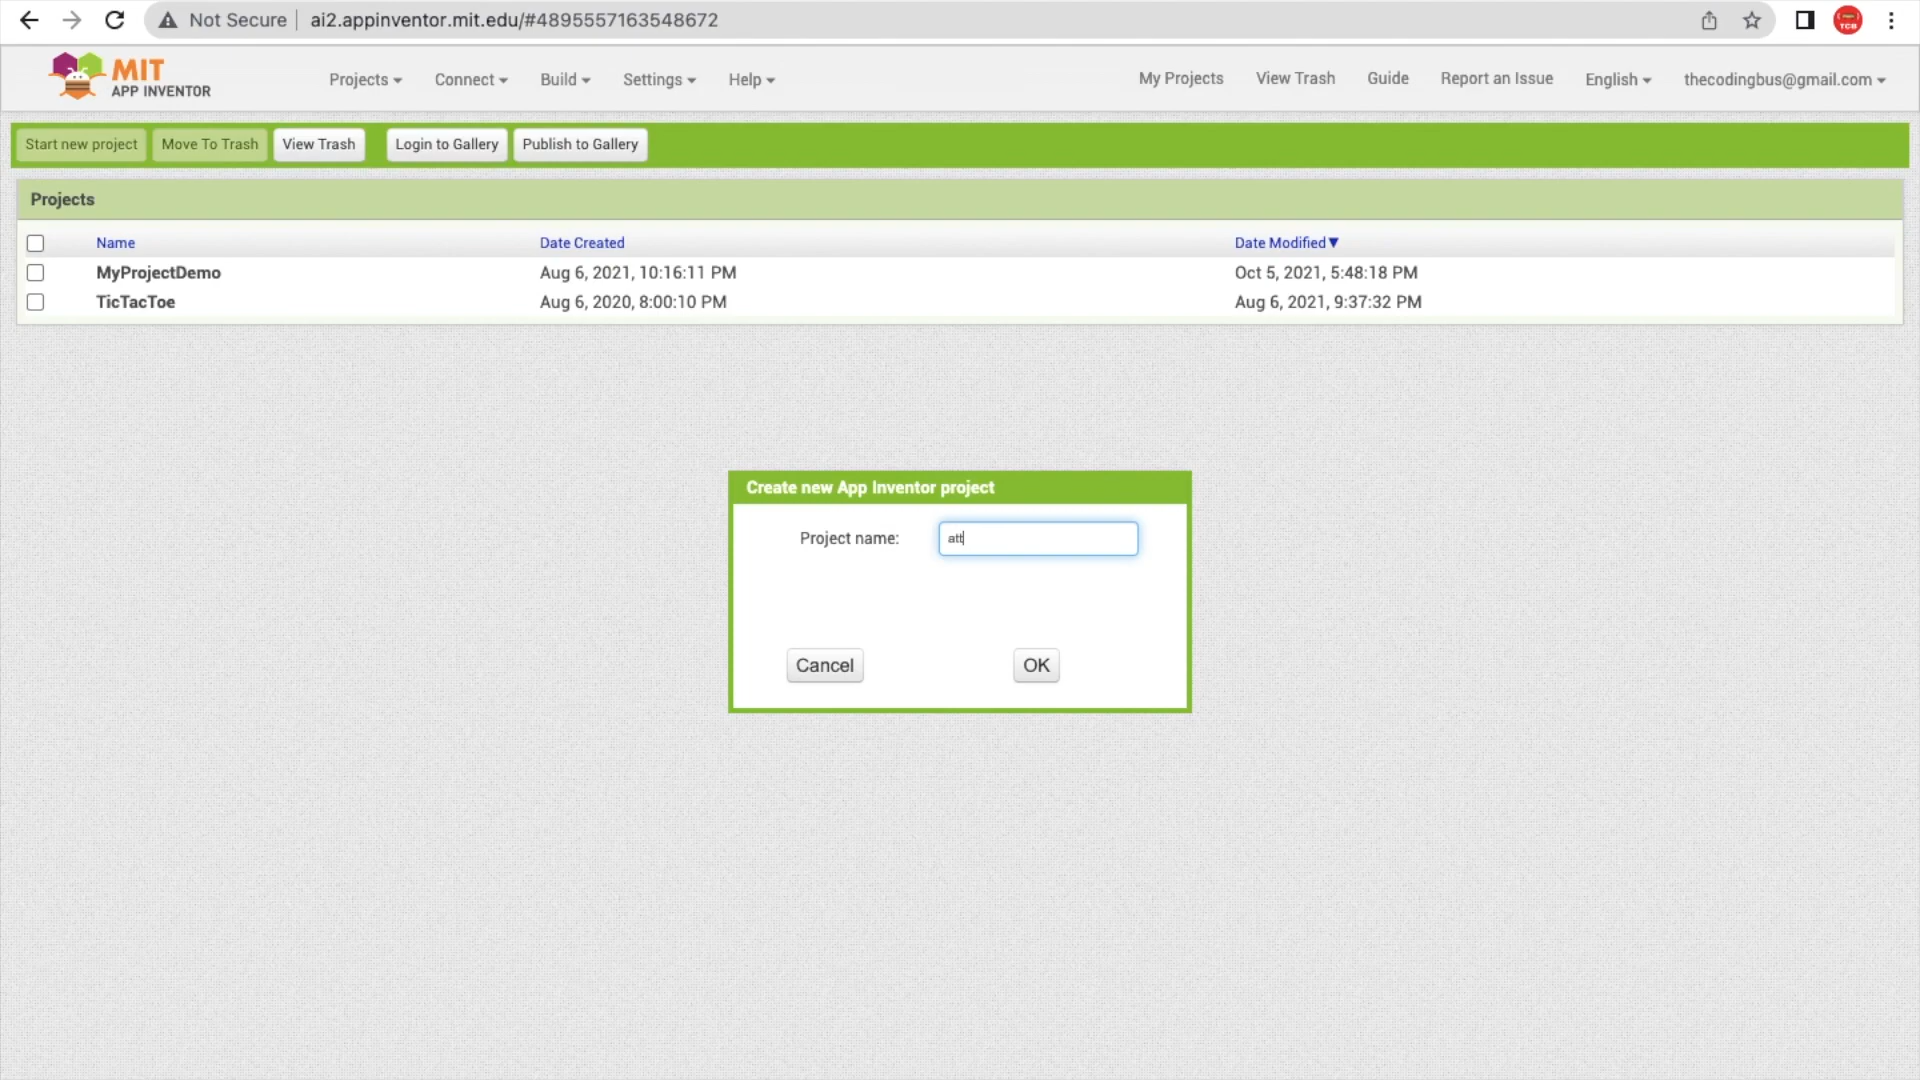 Not Secure ai2.appinventor.mit.edu/#4895557163548672
TCB
MIT
APP INVENTOR
Projects Connect Build Settings Help My Projects View Trash Guide Report an Issue English thecodingbus@gmail.com
Start new project Move To Trash View Trash Login to Gallery Publish to Gallery
Projects
Name Date Created Date Modified▼
MyProjectDemo Aug 6, 2021, 10:16:11 PM Oct 5, 2021, 5:48:18 PM
TicTacToe Aug 6, 2020, 8:00:10 PM Aug 6, 2021, 9:37:32 PM
Create new App Inventor project
Project name: att
Cancel OK